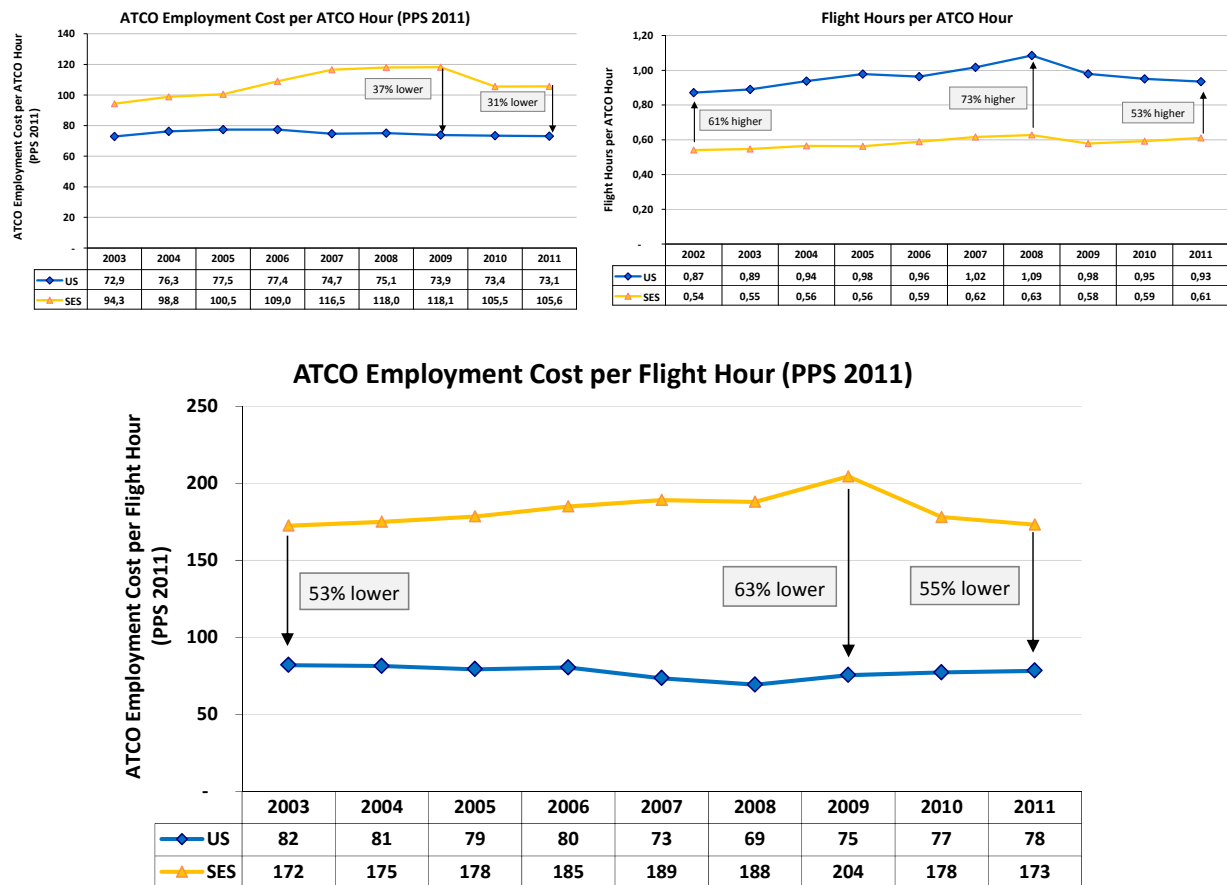 ATCO Employment Cost per ATCO Hour (PPS 2011)
ATCO Employment Cost per ATCO Hour
(PPS 2011)
140
120
100
80
60
40
20
-
37% lower
31% lower
2003 2004 2005 2006 2007 2008 2009 2010 2011
US 72,9 76,3 77,5 77,4 74,7 75,1 73,9 73,4 73,1
SES 94,3 98,8 100,5 109,0 116,5 118,0 118,1 105,5 105,6
Flight Hours per ATCO Hour
Flight Hours per ATCO Hour
1,20
1,00
0,80
0,60
0,40
0,20
-
61% higher
73% higher
53% higher
2002 2003 2004 2005 2006 2007 2008 2009 2010 2011
US 0,87 0,89 0,94 0,98 0,96 1,02 1,09 0,98 0,95 0,93
SES 0,54 0,55 0,56 0,56 0,59 0,62 0,63 0,58 0,59 0,61
ATCO Employment Cost per Flight Hour (PPS 2011)
ATCO Employment Cost per Flight Hour
(PPS 2011)
250
200
150
100
50
-
53% lower
63% lower
55% lower
2003 2004 2005 2006 2007 2008 2009 2010 2011
US 82 81 79 80 73 69 75 77 78
SES 172 175 178 185 189 188 204 178 173